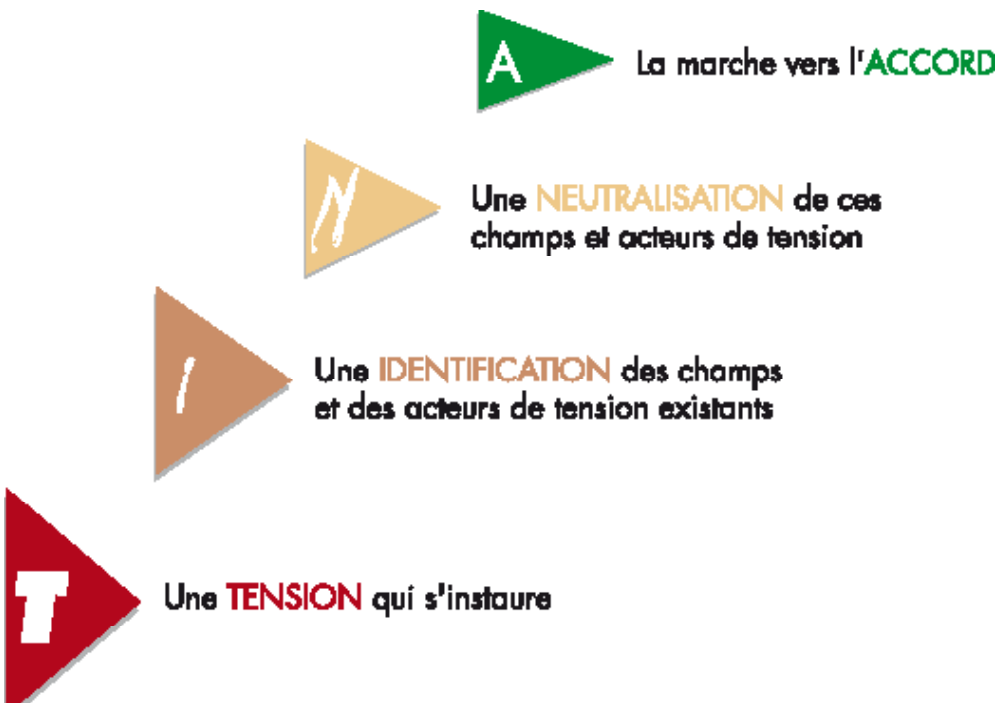 A
La marche vers l'ACCORD
N
Une NEUTRALISATION de ces
champs et acteurs de tension
I
Une IDENTIFICATION des champs
et des acteurs de tension existants
T
Une TENSION qui s'instaure